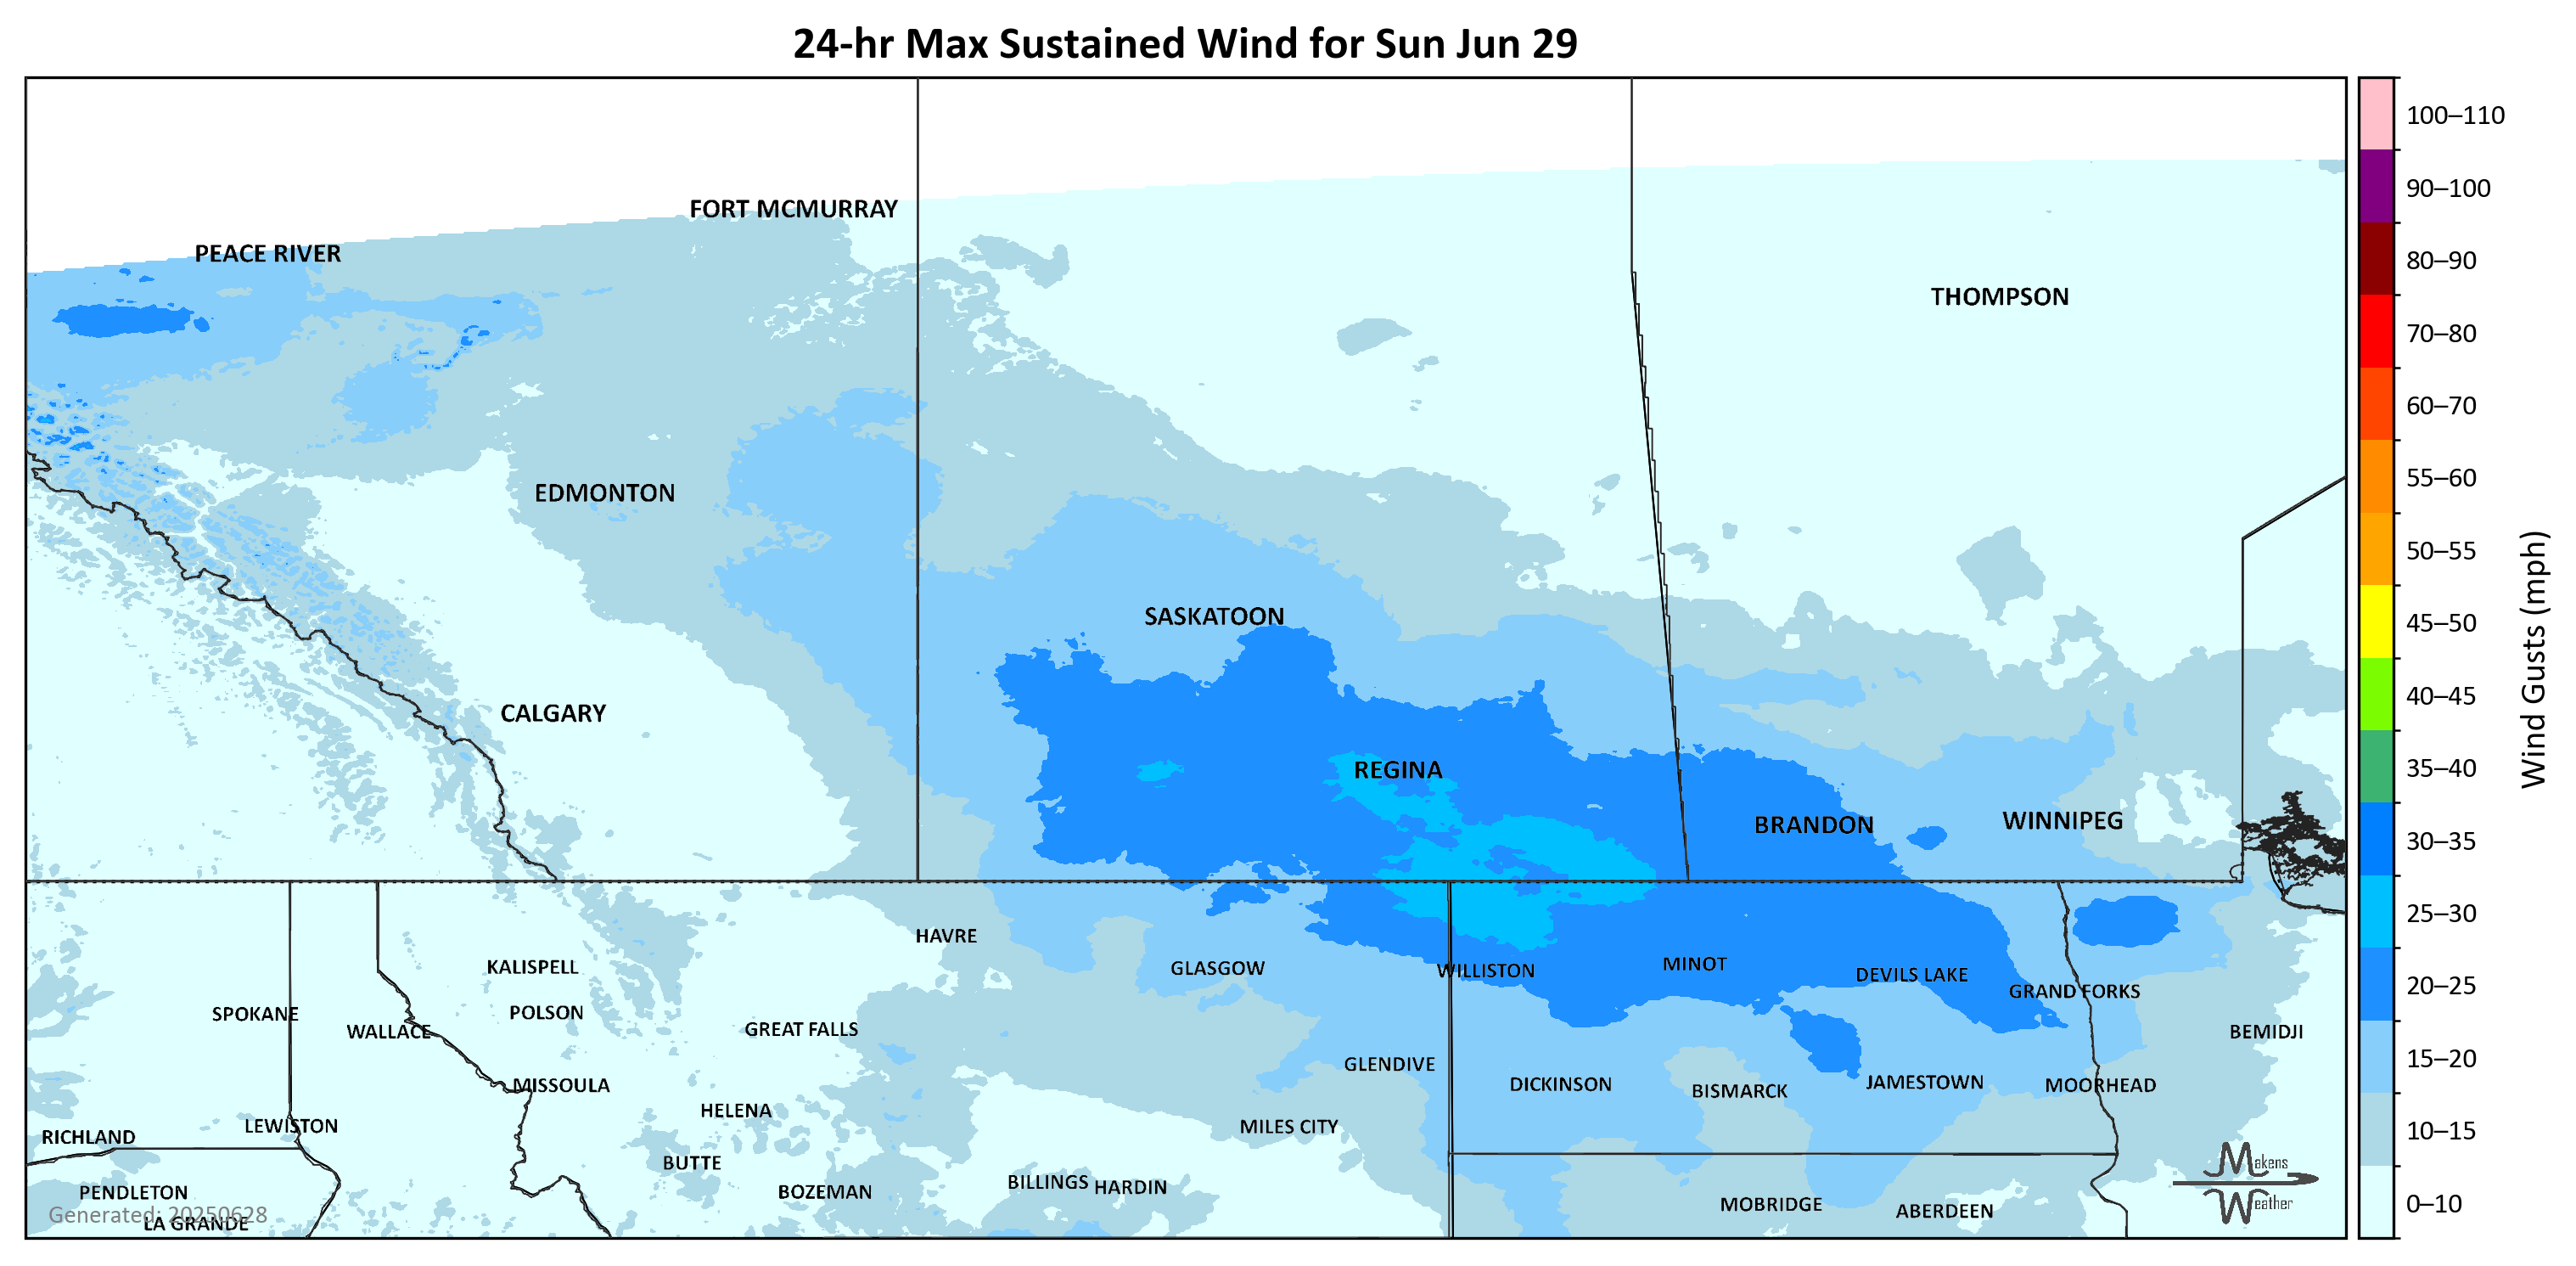 24-hr Max Sustained Wind for Sun Jun 29
100–110
90–100
80–90
70–80
60–70
55–60
50–55
45–50
40–45
35–40
30–35
25–30
20–25
15–20
10–15
0–10
Wind Gusts (mph)
FORT MCMURRAY
PEACE RIVER
THOMPSON
EDMONTON
SASKATOON
CALGARY
REGINA
BRANDON
WINNIPEG
HAVRE
KALISPELL
GLASGOW
WILLISTON
MINOT
DEVILS LAKE
GRAND FORKS
SPOKANE
POLSON
WALLACE
GREAT FALLS
BEMIDJI
GLENDIVE
MISSOULA
DICKINSON
BISMARCK
JAMESTOWN
MOORHEAD
HELENA
LEWISTON
MILES CITY
RICHLAND
BUTTE
PENDLETON
BOZEMAN
BILLINGS
HARDIN
MOBRIDGE
ABERDEEN
LA GRANDE
Generated: 20250628
Makens
Weather